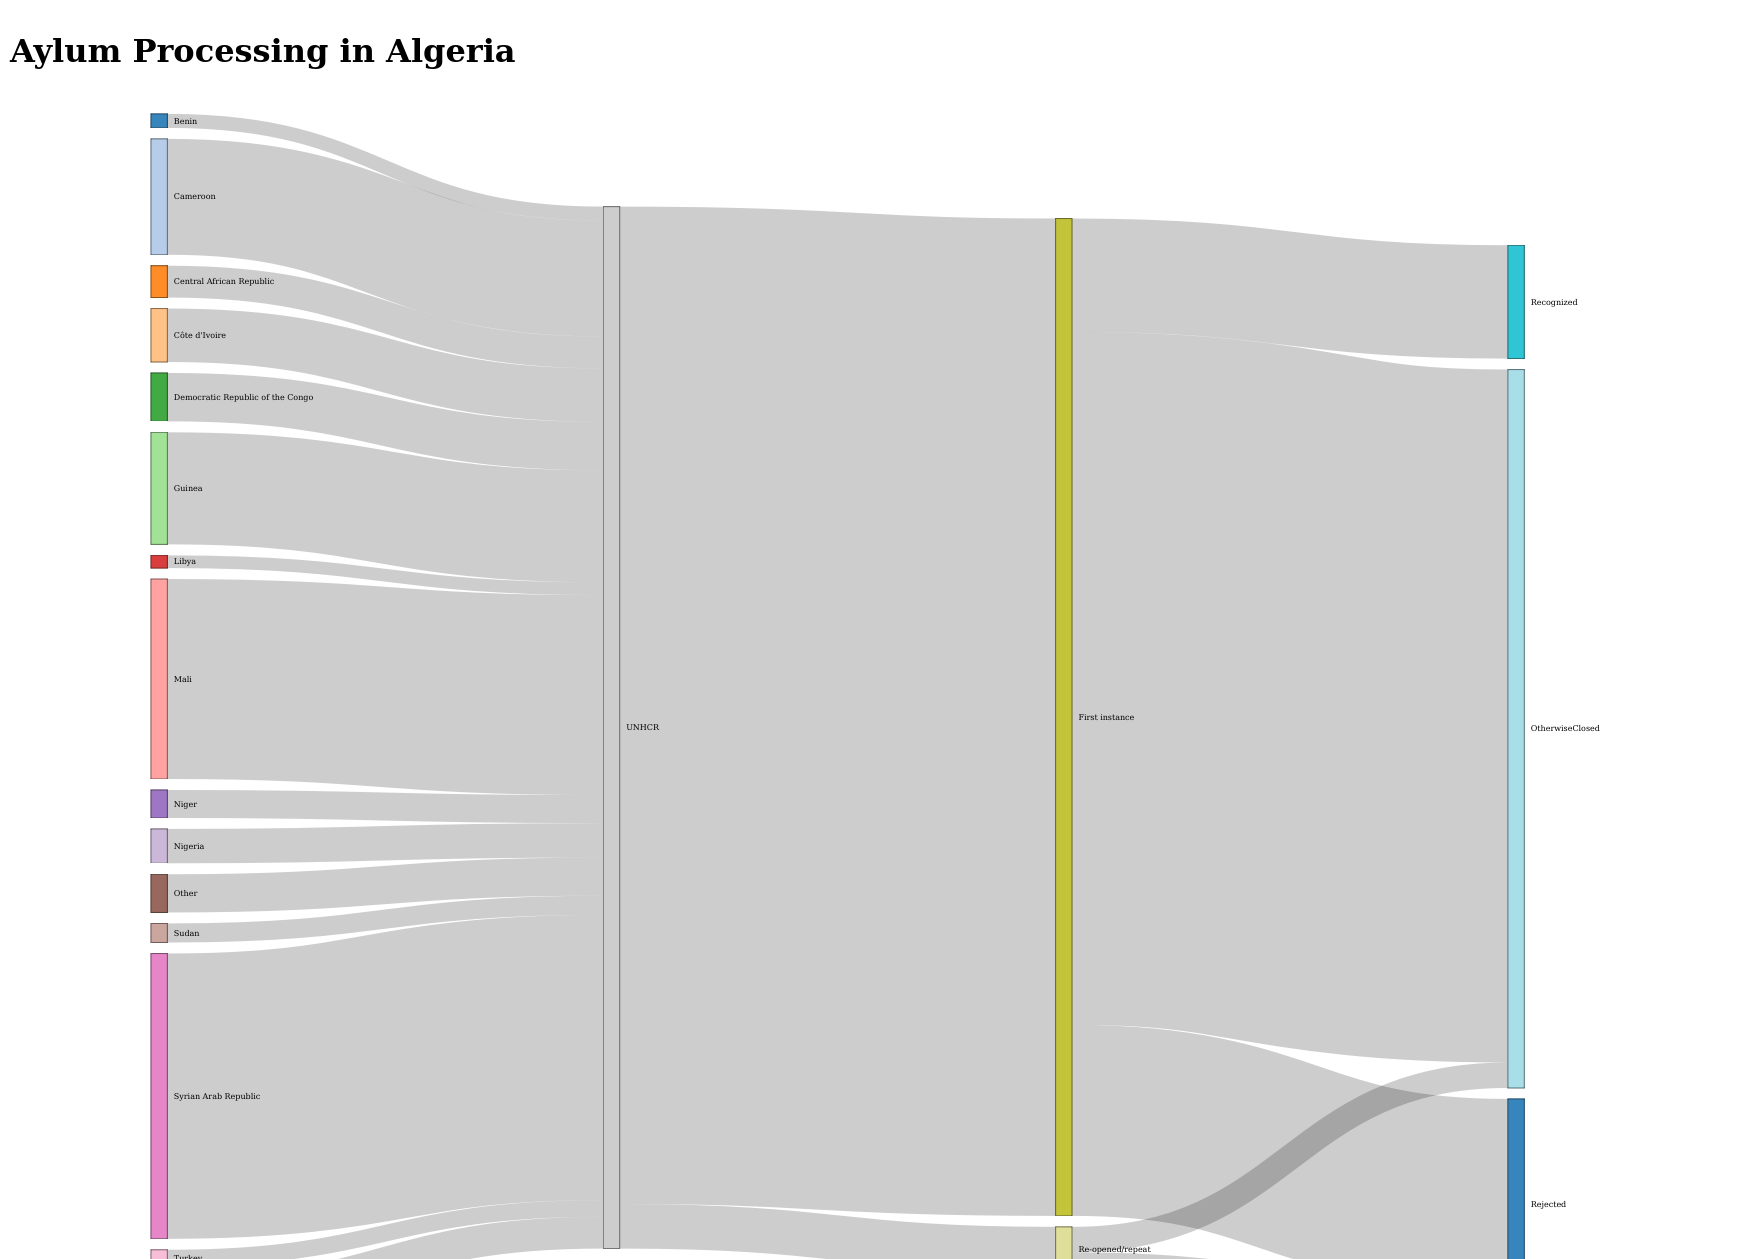 Aylum Processing in Algeria
Benin
Cameroon
Central African Republic
Côte d'Ivoire
Democratic Republic of the Congo
Guinea
Libya
Mali
Niger
Nigeria
Other
Sudan
Syrian Arab Republic
Turkey
UNHCR
First instance
Re-opened/repeat
Recognized
OtherwiseClosed
Rejected